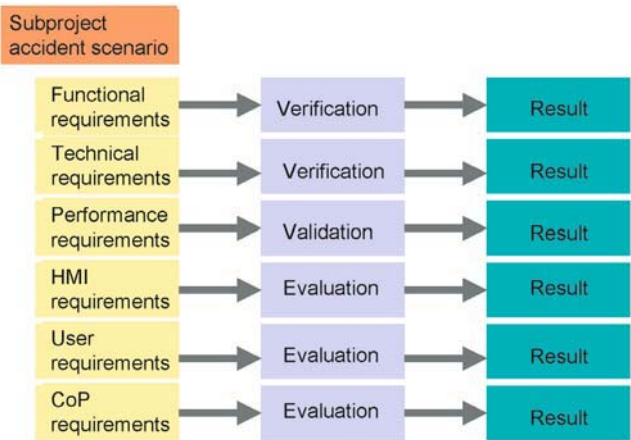 Subproject
accident scenario
Functional
requirements
Verification
Result
Technical
requirements
Verification
Result
Performance
requirements
Validation
Result
HMI
requirements
Evaluation
Result
User
requirements
Evaluation
Result
CoP
requirements
Evaluation
Result